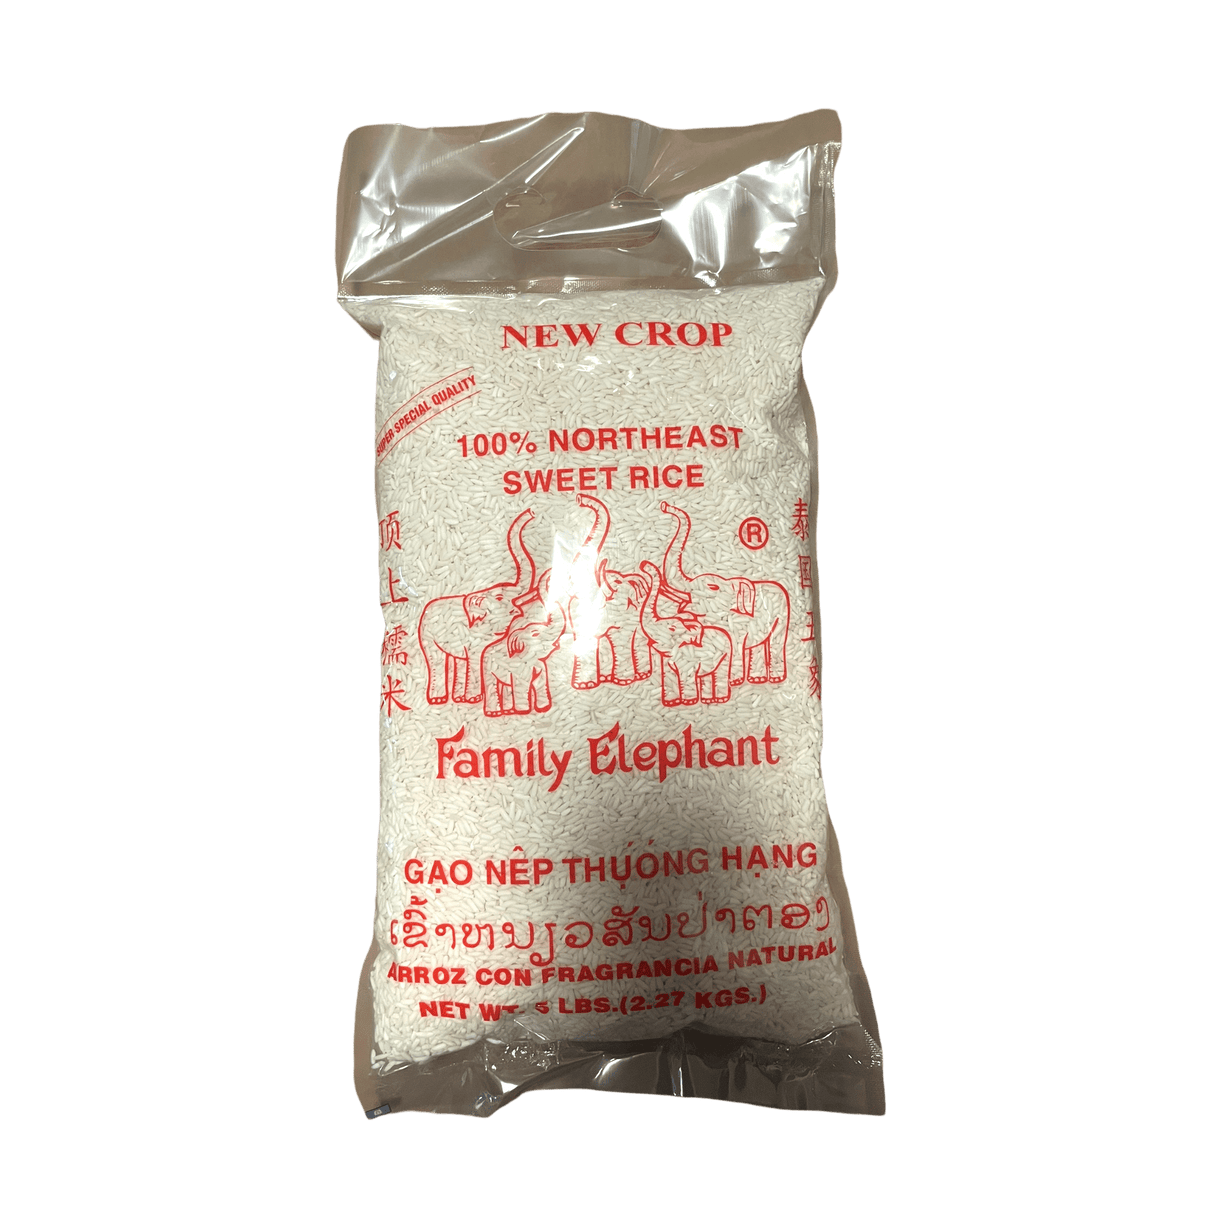 NEW CROP
SUPER SPECIAL QUALITY
100% NORTHEAST
SWEET RICE
顶上糯米
®
泰国五象
Family Elephant
GẠO NẾP THƯỢNG HẠNG
ເຂົ້າຫນຽວສັນປ່າຕອງ
ARROZ CON FRAGRANCIA NATURAL
NET WT. 5 LBS.(2.27 KGS.)